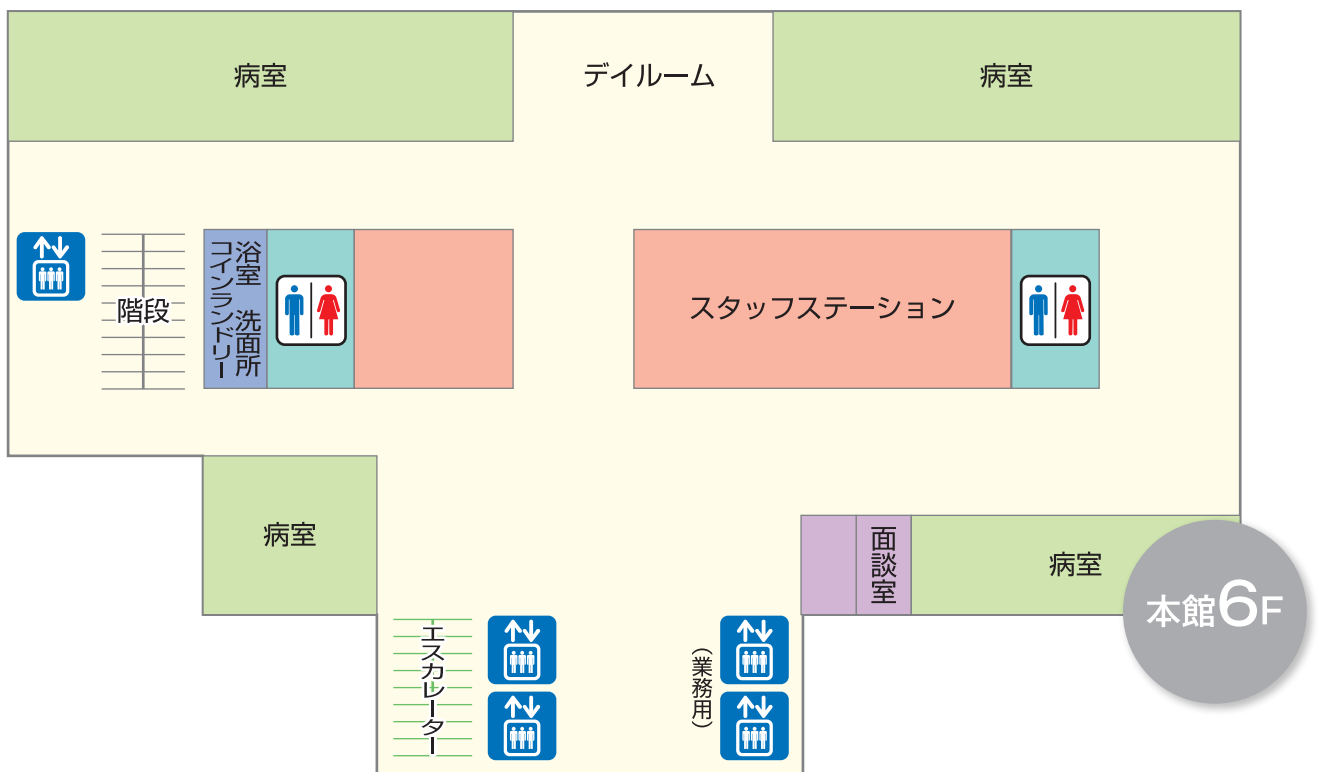 病室
デイルーム
病室
階段
浴室 洗面所
コインランドリー
スタッフステーション
病室
面談室
病室
本館6F
エスカレーター
(業務用)